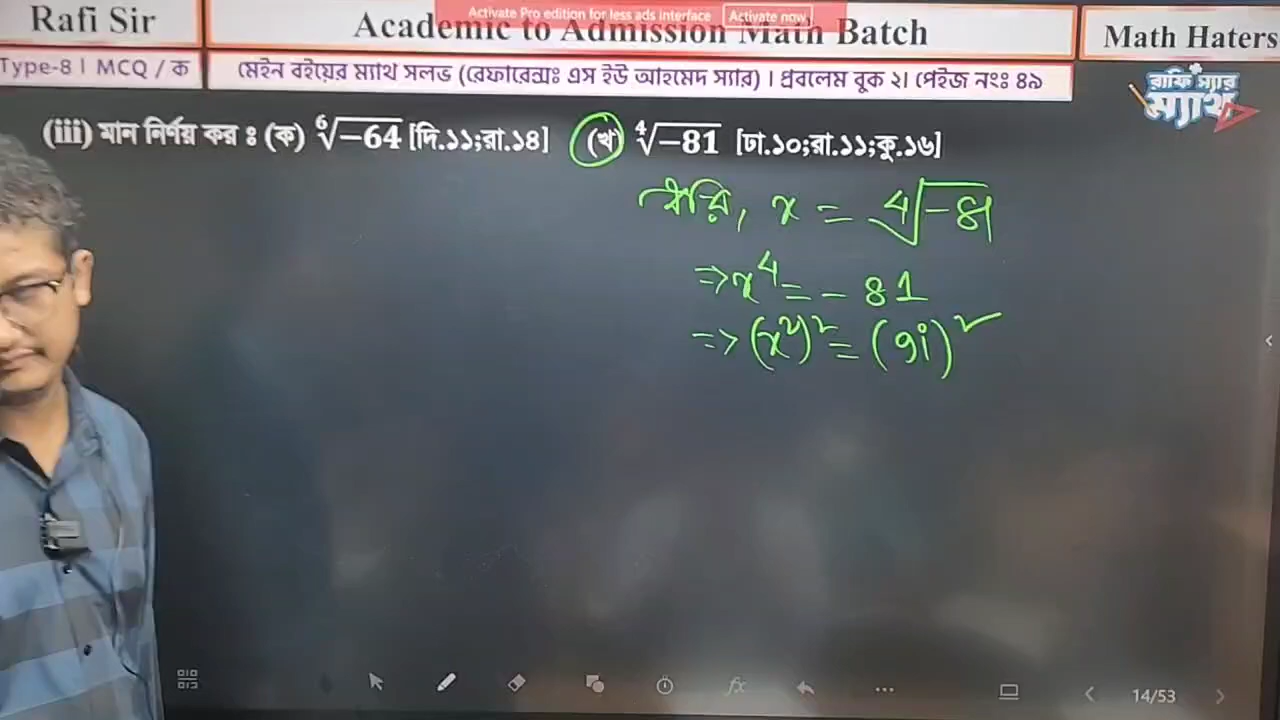 Activate Pro edition for less ads interface Activate now
Rafi Sir
Academic to Admission Math Batch
Math Haters
Type-8 | MCQ / ক
মেইন বইয়ের ম্যাথ সলভ (রেফারেন্সঃ এস ইউ আহমেদ স্যার) । প্রবলেম বুক ২। পেইজ নংঃ ৪৯
রাফি স্যার
ম্যাথ
(iii) মান নির্ণয় কর ঃ (ক) ⁶√−64 [দি.১১;রা.১৪] (খ) ⁴√−81 [ঢা.১০;রা.১১;কু.১৬]
ধরি, x = ⁴√−81
⇒ x⁴ = − 81
⇒ (x²)² = (9i)²
fx
14/53